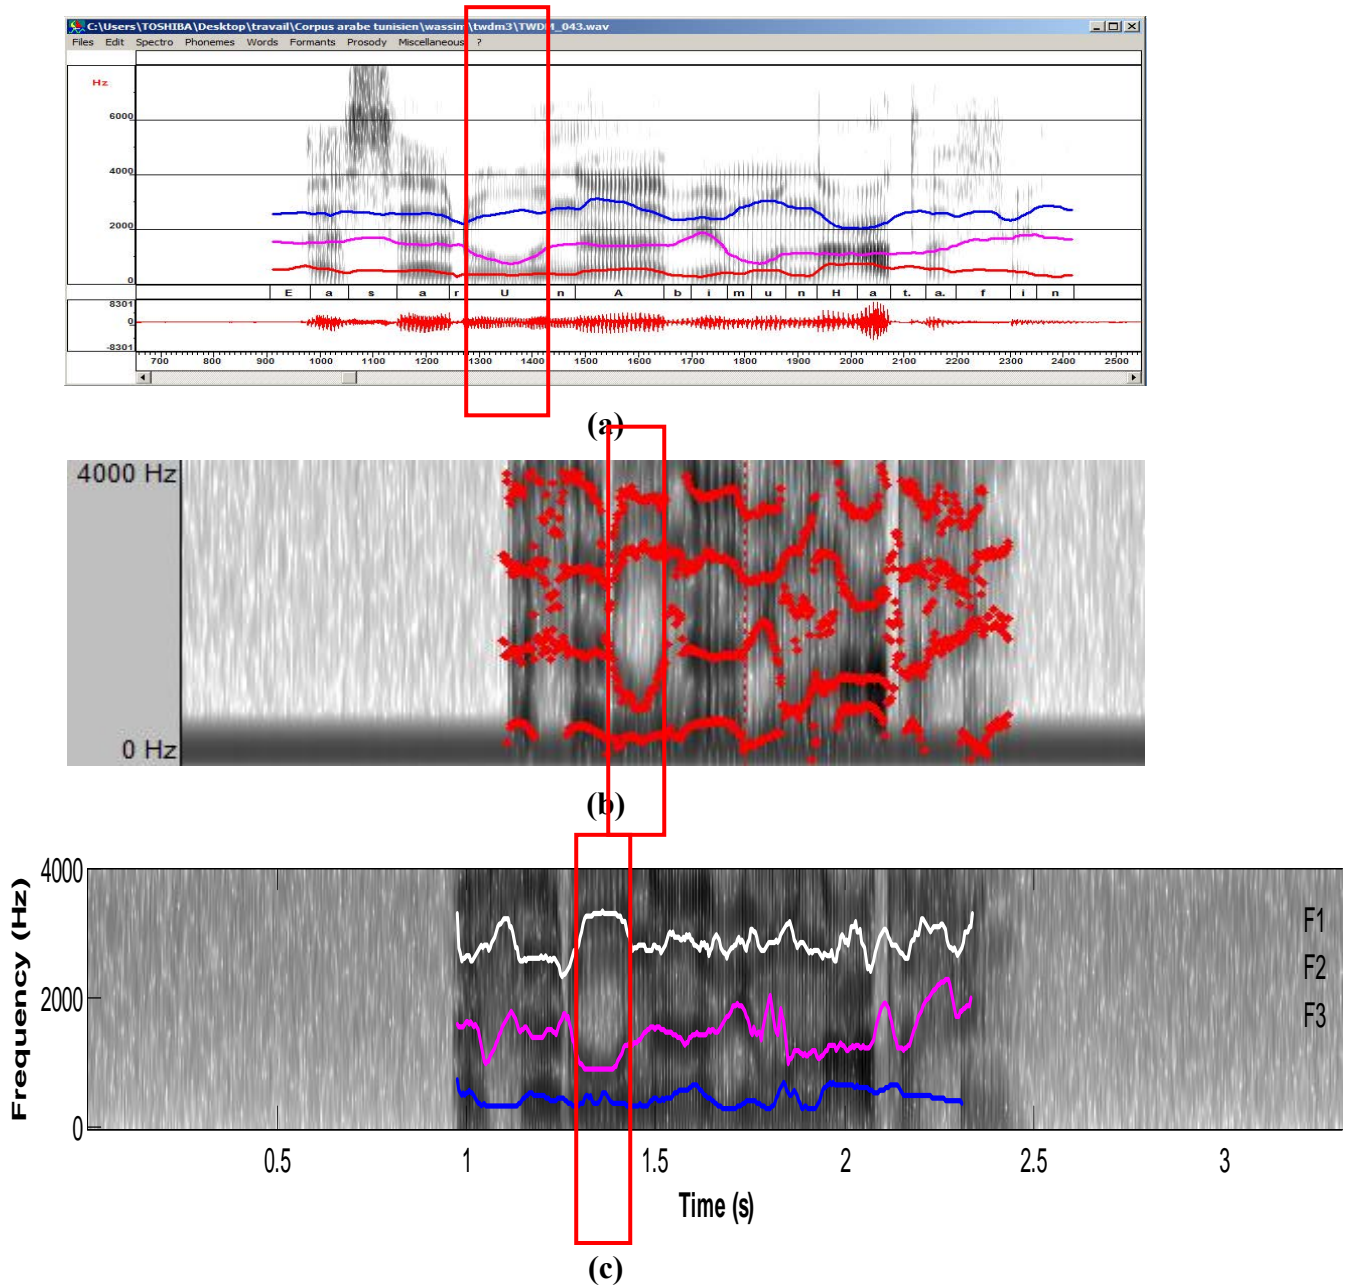 C:\Users\TOSHIBA\Desktop\travail\Corpus arabe tunisien\wassim\twdm3\TWDM_043.wav
Files Edit Spectro Phonemes Words Formants Prosody Miscellaneous ?
Hz
6000
4000
2000
0
E a s a r U n A b i m u n H a t. a. f i n
8301
0
-8301
700 800 900 1000 1100 1200 1300 1400 1500 1600 1700 1800 1900 2000 2100 2200 2300 2400 2500
(a)
4000 Hz
0 Hz
(b)
Frequency (Hz)
4000
2000
0
F1
F2
F3
0.5 1 1.5 2 2.5 3
Time (s)
(c)